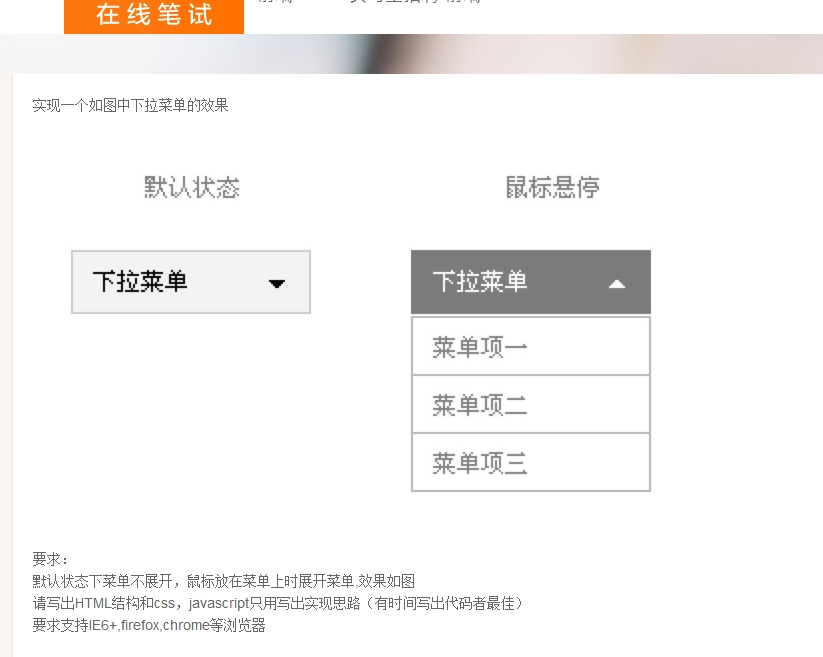 在线笔试
实现一个如图中下拉菜单的效果
默认状态
鼠标悬停
下拉菜单
下拉菜单
菜单项一
菜单项二
菜单项三
要求：
默认状态下菜单不展开，鼠标放在菜单上时展开菜单,效果如图
请写出HTML结构和css，javascript只用写出实现思路（有时间写出代码者最佳）
要求支持IE6+,firefox,chrome等浏览器